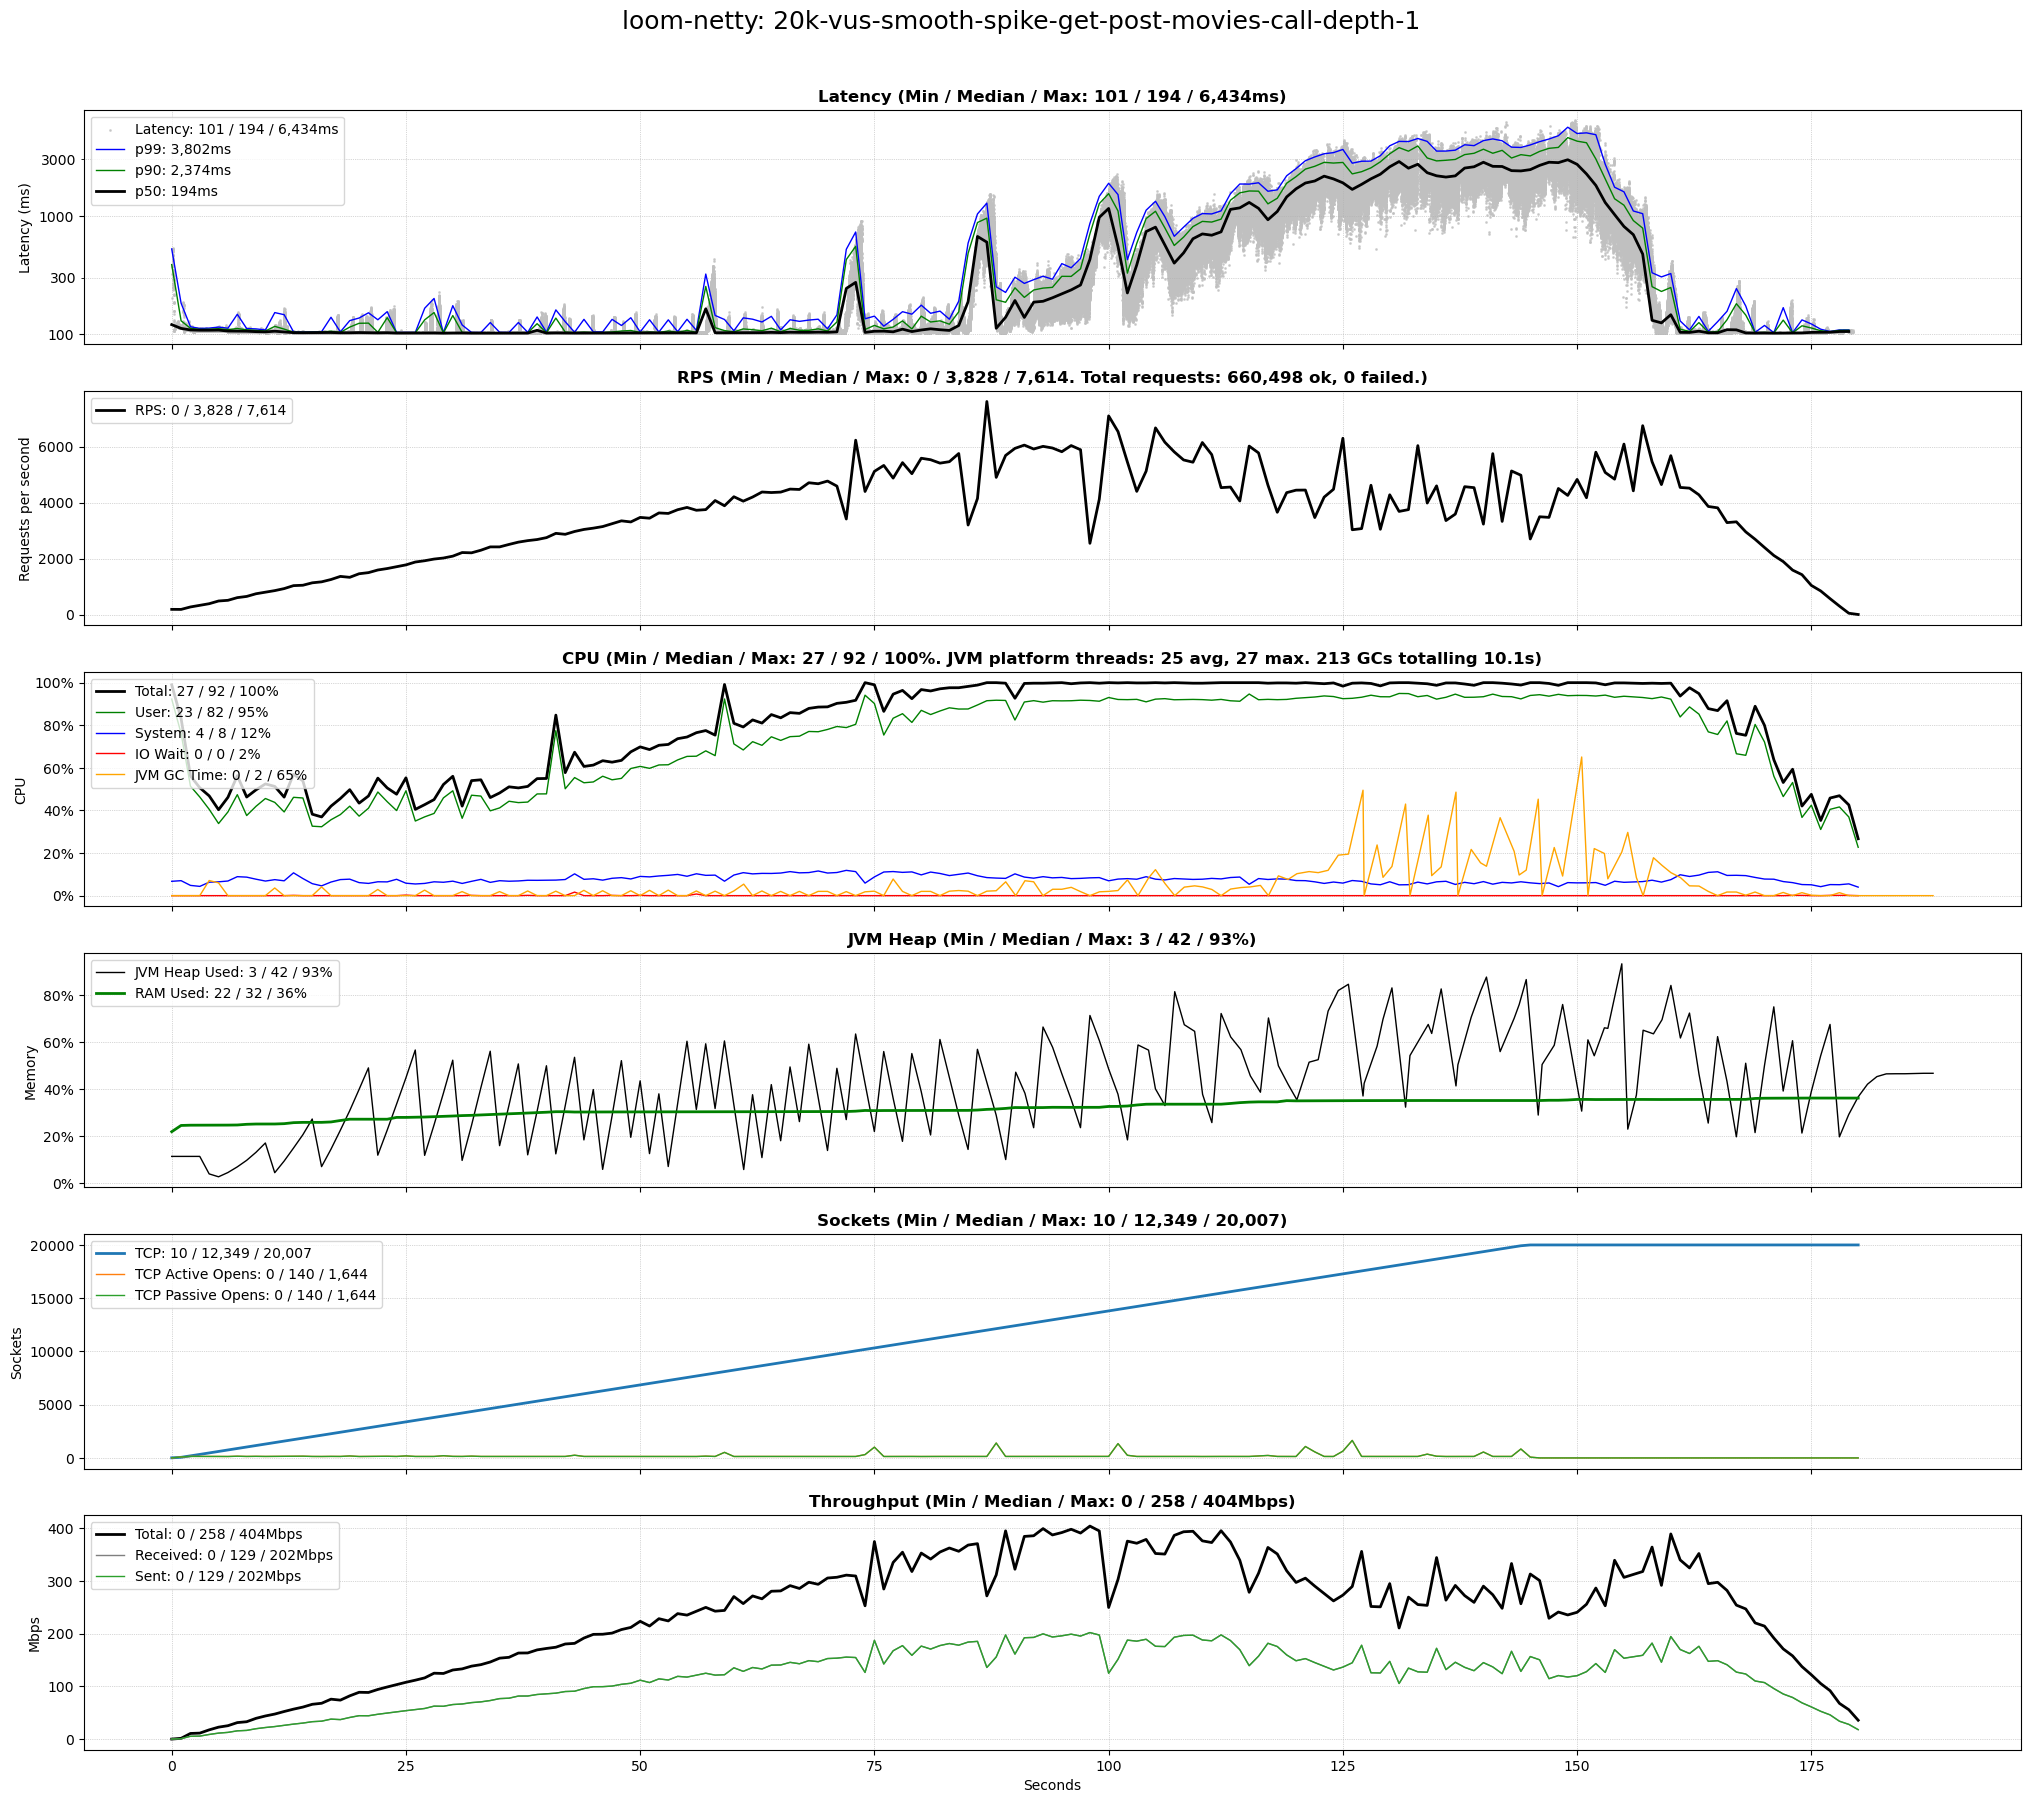 loom-netty: 20k-vus-smooth-spike-get-post-movies-call-depth-1
Latency (Min / Median / Max: 101 / 194 / 6,434ms)
Latency: 101 / 194 / 6,434ms
p99: 3,802ms
p90: 2,374ms
p50: 194ms
Latency (ms)
3000
1000
300
100
RPS (Min / Median / Max: 0 / 3,828 / 7,614. Total requests: 660,498 ok, 0 failed.)
RPS: 0 / 3,828 / 7,614
Requests per second
6000
4000
2000
0
CPU (Min / Median / Max: 27 / 92 / 100%. JVM platform threads: 25 avg, 27 max. 213 GCs totalling 10.1s)
Total: 27 / 92 / 100%
User: 23 / 82 / 95%
System: 4 / 8 / 12%
IO Wait: 0 / 0 / 2%
JVM GC Time: 0 / 2 / 65%
CPU
100%
80%
60%
40%
20%
0%
JVM Heap (Min / Median / Max: 3 / 42 / 93%)
JVM Heap Used: 3 / 42 / 93%
RAM Used: 22 / 32 / 36%
Memory
80%
60%
40%
20%
0%
Sockets (Min / Median / Max: 10 / 12,349 / 20,007)
TCP: 10 / 12,349 / 20,007
TCP Active Opens: 0 / 140 / 1,644
TCP Passive Opens: 0 / 140 / 1,644
Sockets
20000
15000
10000
5000
0
Throughput (Min / Median / Max: 0 / 258 / 404Mbps)
Total: 0 / 258 / 404Mbps
Received: 0 / 129 / 202Mbps
Sent: 0 / 129 / 202Mbps
Mbps
400
300
200
100
0
0 25 50 75 100 125 150 175
Seconds